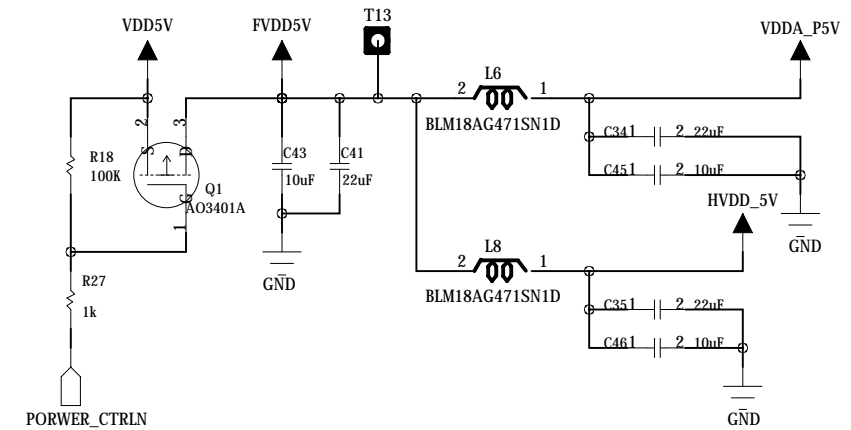 VDD5V
FVDD5V
T13
VDDA_P5V
L6
2
1
BLM18AG471SN1D
2
3
S
D
R18
100K
Q1
AO3401A
G
1
C43
10uF
C41
22uF
C34
1
2
22uF
C45
1
2
10uF
GND
HVDD_5V
GND
L8
2
1
BLM18AG471SN1D
R27
1k
C35
1
2
22uF
C46
1
2
10uF
GND
PORWER_CTRLN